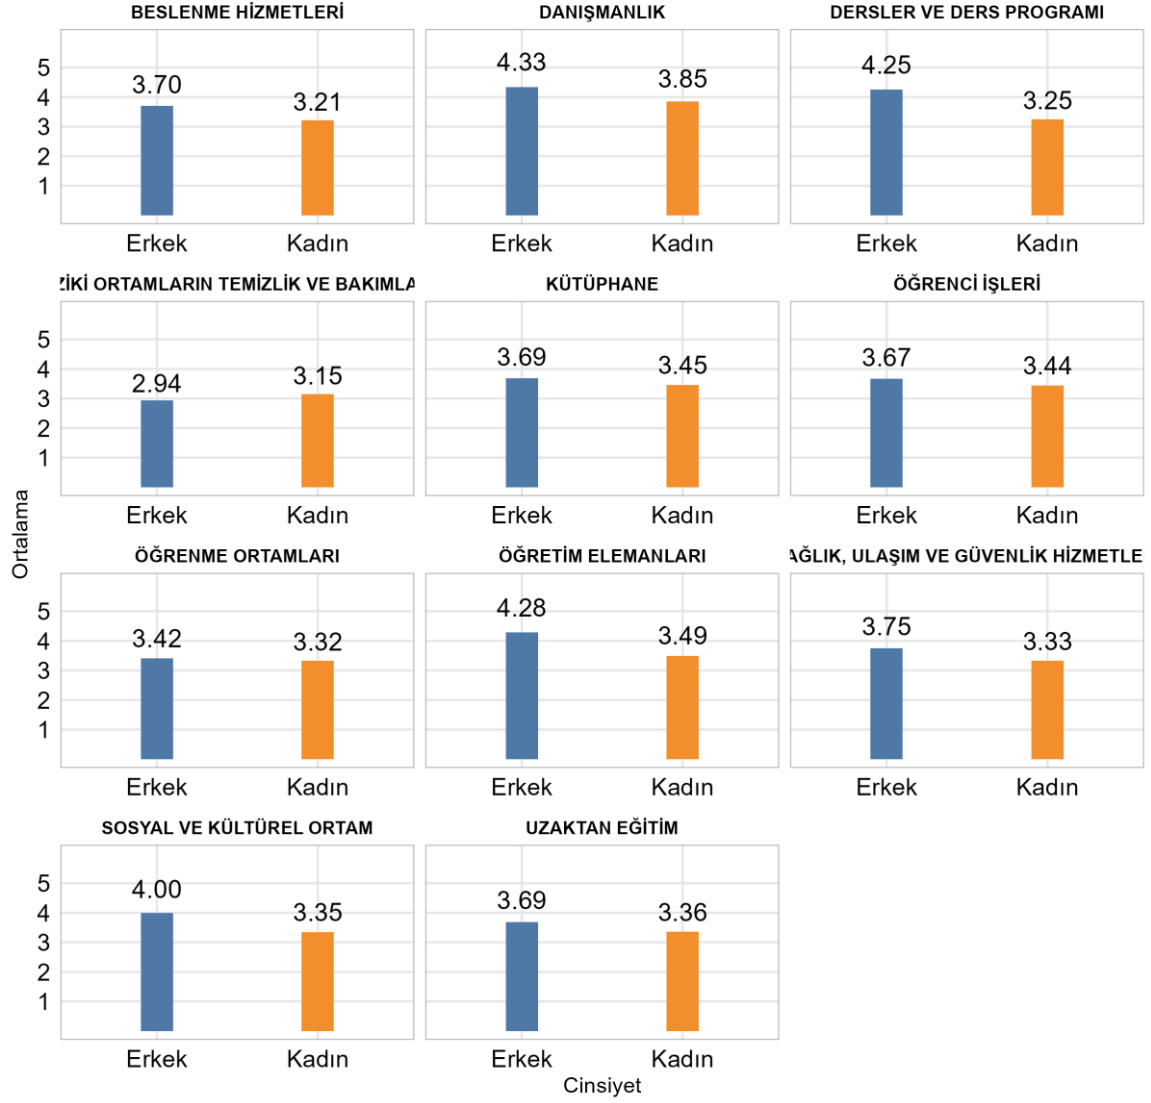 BESLENME HİZMETLERİ
5
4
3
2
1
3.70
3.21
Erkek
Kadın
DANIŞMANLIK
4.33
3.85
Erkek
Kadın
DERSLER VE DERS PROGRAMI
4.25
3.25
Erkek
Kadın
ZİKİ ORTAMLARIN TEMİZLİK VE BAKIMLA
5
4
3
2
1
2.94
3.15
Erkek
Kadın
KÜTÜPHANE
3.69
3.45
Erkek
Kadın
ÖĞRENCİ İŞLERİ
3.67
3.44
Erkek
Kadın
Ortalama
ÖĞRENME ORTAMLARI
5
4
3
2
1
3.42
3.32
Erkek
Kadın
ÖĞRETİM ELEMANLARI
4.28
3.49
Erkek
Kadın
AĞLIK, ULAŞIM VE GÜVENLİK HİZMETLE
3.75
3.33
Erkek
Kadın
SOSYAL VE KÜLTÜREL ORTAM
5
4
3
2
1
4.00
3.35
Erkek
Kadın
UZAKTAN EĞİTİM
3.69
3.36
Erkek
Kadın
Cinsiyet